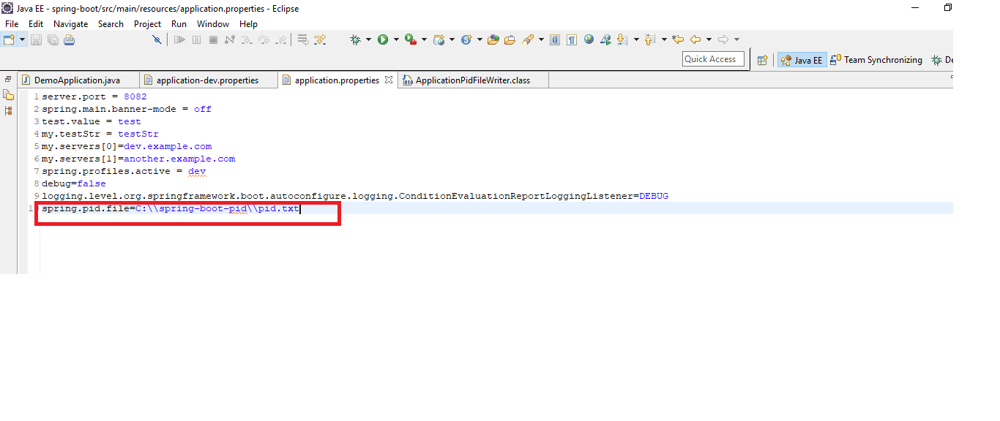 Java EE - spring-boot/src/main/resources/application.properties - Eclipse
File Edit Navigate Search Project Run Window Help
Quick Access Java EE Team Synchronizing De
DemoApplication.java application-dev.properties application.properties ApplicationPidFileWriter.class
1 server.port = 8082
2 spring.main.banner-mode = off
3 test.value = test
4 my.testStr = testStr
5 my.servers[0]=dev.example.com
6 my.servers[1]=another.example.com
7 spring.profiles.active = dev
8 debug=false
9 logging.level.org.springframework.boot.autoconfigure.logging.ConditionEvaluationReportLoggingListener=DEBUG
10 spring.pid.file=C:\\spring-boot-pid\\pid.txt